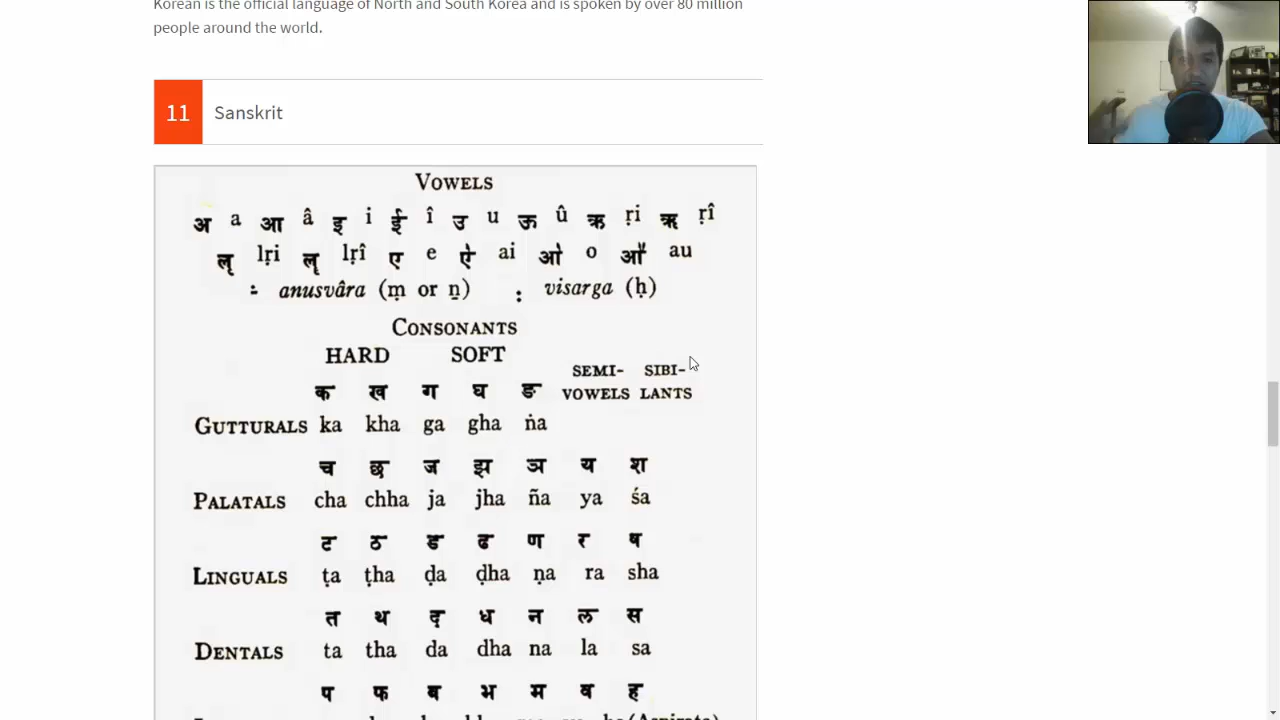 Korean is the official language of North and South Korea and is spoken by over 80 million
people around the world.
11 Sanskrit
VOWELS
अ a आ â इ i ई î उ u ऊ û ऋ ṛi ॠ ṛî
ऌ lṛi ॡ lṛî ए e ऐ ai ओ o औ au
anusvâra (ṃ or ṉ) : visarga (ḥ)
CONSONANTS
HARD SOFT
SEMI- SIBI-
VOWELS LANTS
क ख ग घ ङ
GUTTURALS ka kha ga gha ṅa
च छ ज झ ञ य श
PALATALS cha chha ja jha ña ya śa
ट ठ ड ढ ण र ष
LINGUALS ṭa ṭha ḍa ḍha ṇa ra sha
त थ द ध न ल स
DENTALS ta tha da dha na la sa
प फ ब भ म व ह